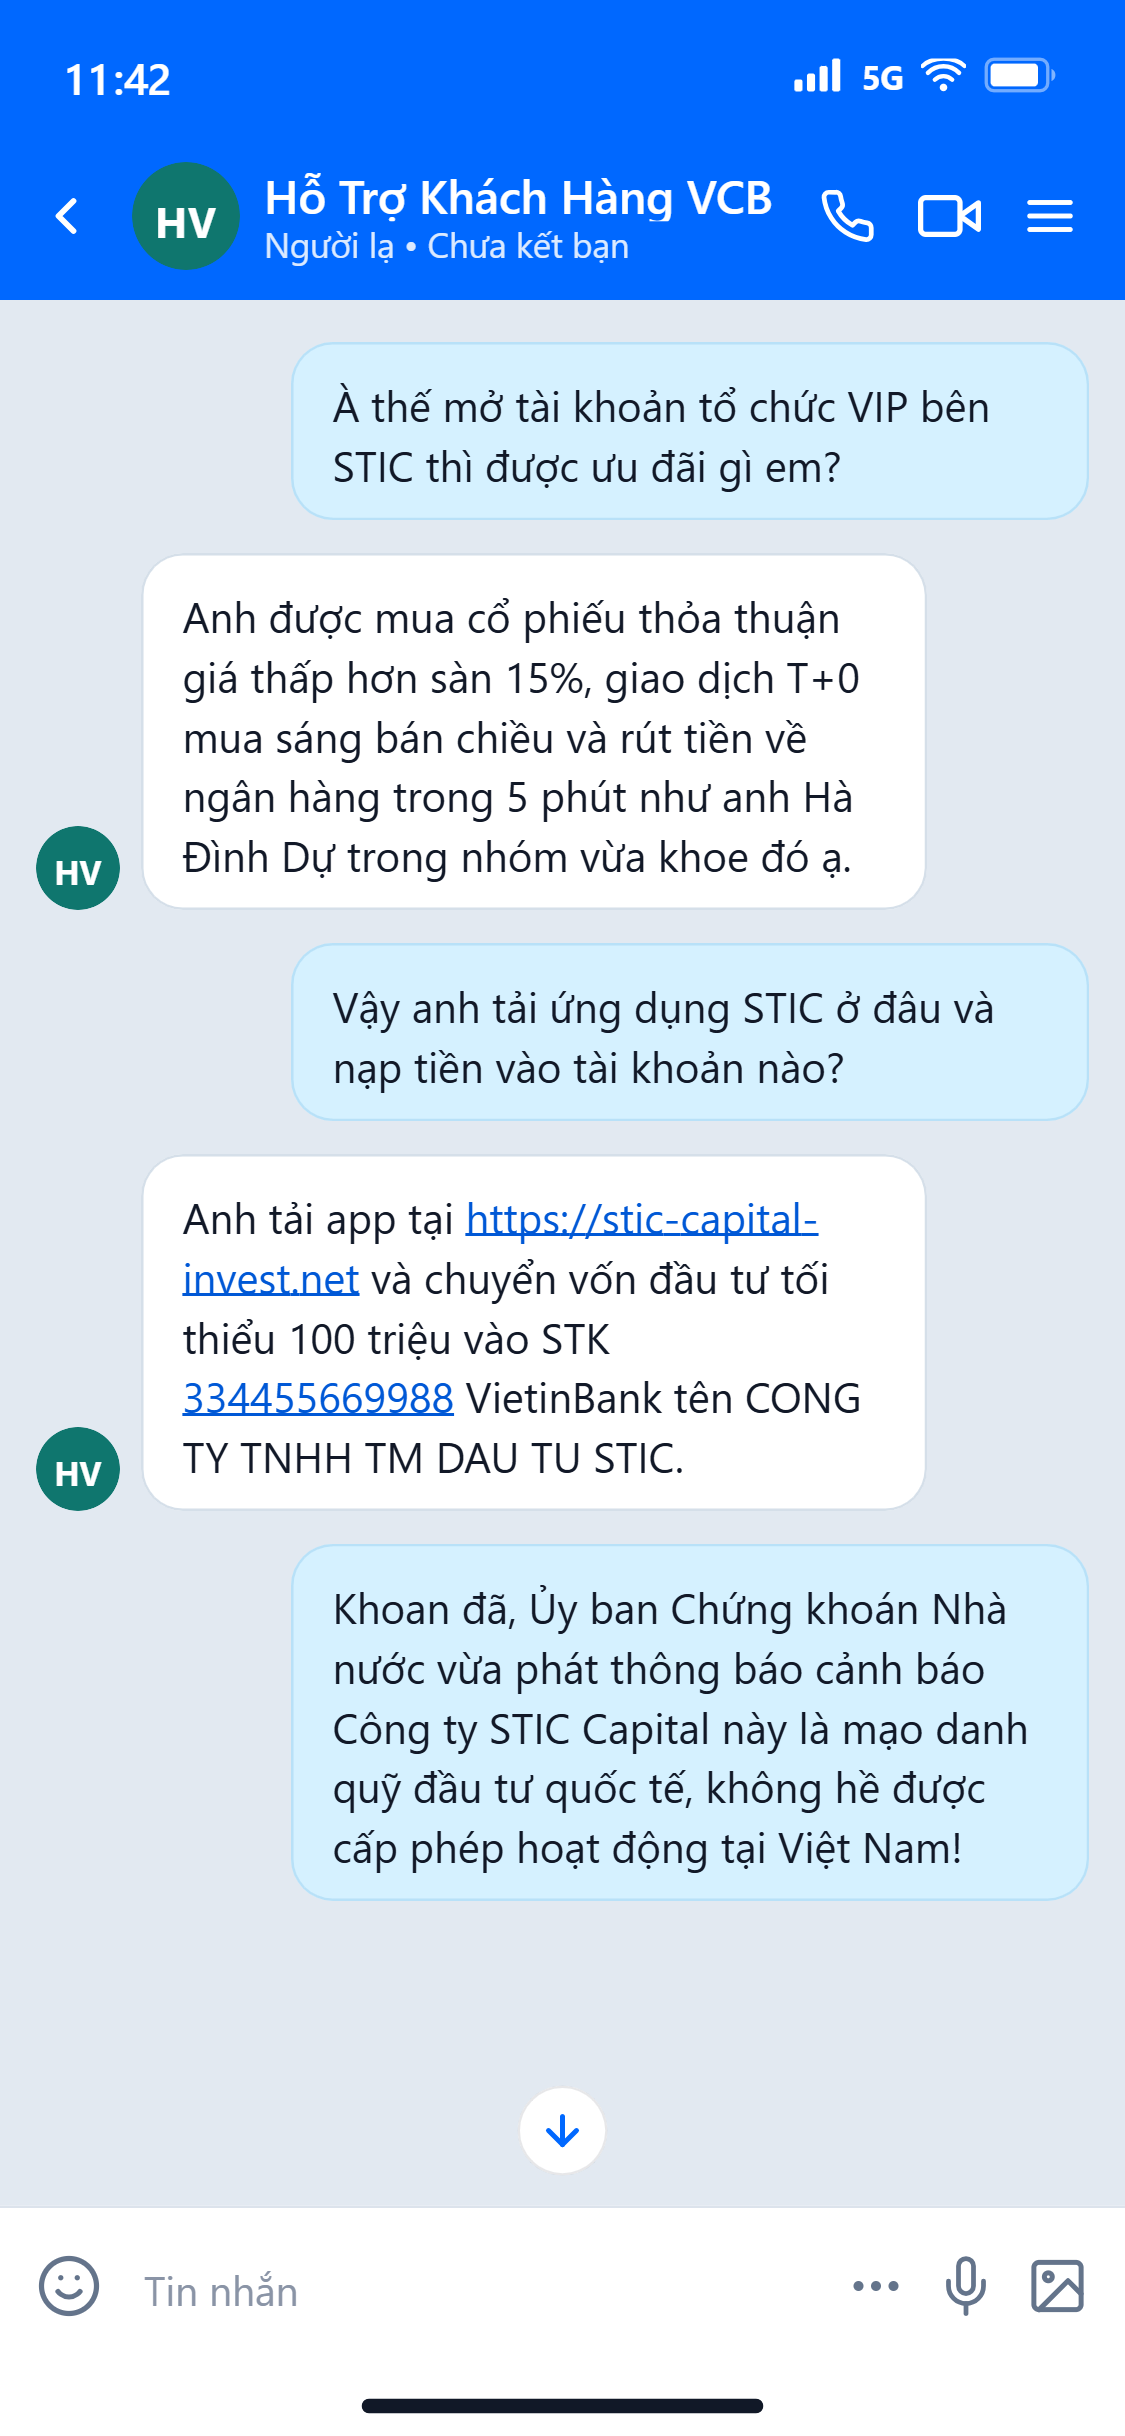 11:42
5G
HV
Hỗ Trợ Khách Hàng VCB
Người lạ • Chưa kết bạn
À thế mở tài khoản tổ chức VIP bên
STIC thì được ưu đãi gì em?
Anh được mua cổ phiếu thỏa thuận
giá thấp hơn sàn 15%, giao dịch T+0
mua sáng bán chiều và rút tiền về
ngân hàng trong 5 phút như anh Hà
Đình Dự trong nhóm vừa khoe đó ạ.
HV
Vậy anh tải ứng dụng STIC ở đâu và
nạp tiền vào tài khoản nào?
Anh tải app tại https://stic-capital-
invest.net và chuyển vốn đầu tư tối
thiểu 100 triệu vào STK
334455669988 VietinBank tên CONG
TY TNHH TM DAU TU STIC.
HV
Khoan đã, Ủy ban Chứng khoán Nhà
nước vừa phát thông báo cảnh báo
Công ty STIC Capital này là mạo danh
quỹ đầu tư quốc tế, không hề được
cấp phép hoạt động tại Việt Nam!
Tin nhắn